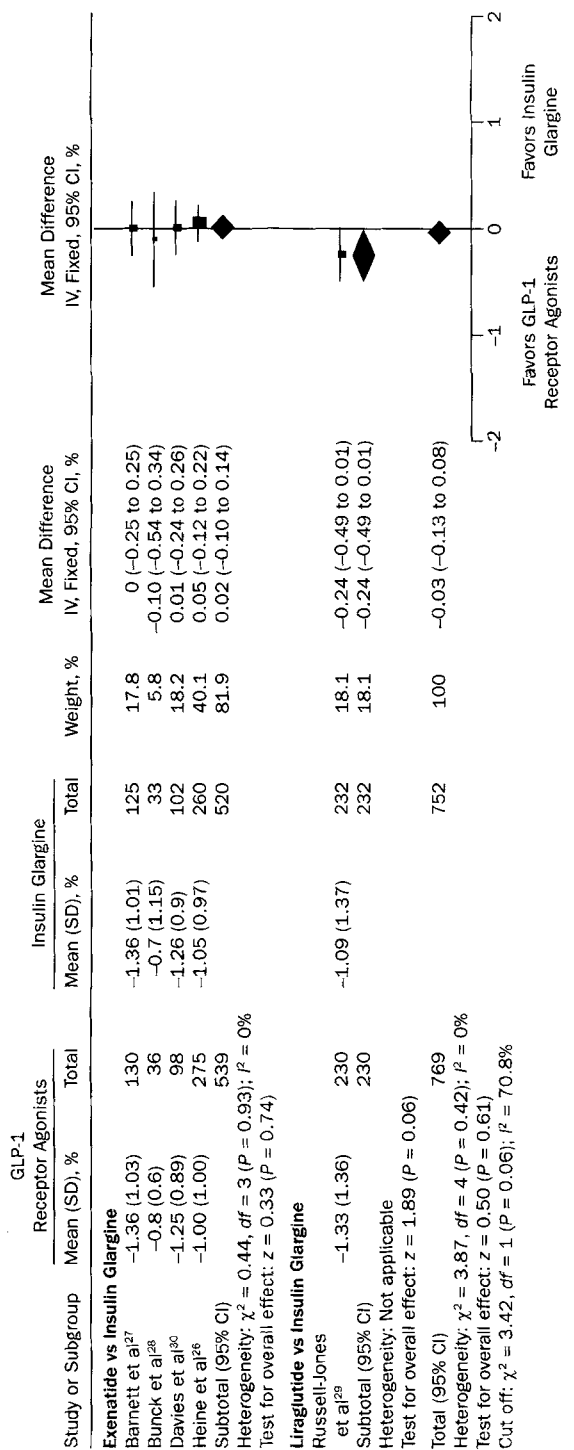 GLP-1 Receptor Agonists Insulin Glargine Mean Difference Mean Difference
Study or Subgroup Mean (SD), % Total Mean (SD), % Total Weight, % IV, Fixed, 95% CI, % IV, Fixed, 95% CI, %
Exenatide vs Insulin Glargine
Barnett et al27 −1.36 (1.03) 130 −1.36 (1.01) 125 17.8 0 (−0.25 to 0.25)
Bunck et al28 −0.8 (0.6) 36 −0.7 (1.15) 33 5.8 −0.10 (−0.54 to 0.34)
Davies et al30 −1.25 (0.89) 98 −1.26 (0.9) 102 18.2 0.01 (−0.24 to 0.26)
Heine et al26 −1.00 (1.00) 275 −1.05 (0.97) 260 40.1 0.05 (−0.12 to 0.22)
Subtotal (95% CI) 539 520 81.9 0.02 (−0.10 to 0.14)
Heterogeneity: χ2 = 0.44, df = 3 (P = 0.93); I2 = 0%
Test for overall effect: z = 0.33 (P = 0.74)
Liraglutide vs Insulin Glargine
Russell-Jones
et al29 −1.33 (1.36) 230 −1.09 (1.37) 232 18.1 −0.24 (−0.49 to 0.01)
Subtotal (95% CI) 230 232 18.1 −0.24 (−0.49 to 0.01)
Heterogeneity: Not applicable
Test for overall effect: z = 1.89 (P = 0.06)
Total (95% CI) 769 752 100 −0.03 (−0.13 to 0.08)
Heterogeneity: χ2 = 3.87, df = 4 (P = 0.42); I2 = 0%
Test for overall effect: z = 0.50 (P = 0.61)
Cut off: χ2 = 3.42, df = 1 (P = 0.06); I2 = 70.8%
−2 −1 0 1 2
Favors GLP-1 Favors Insulin
Receptor Agonists Glargine